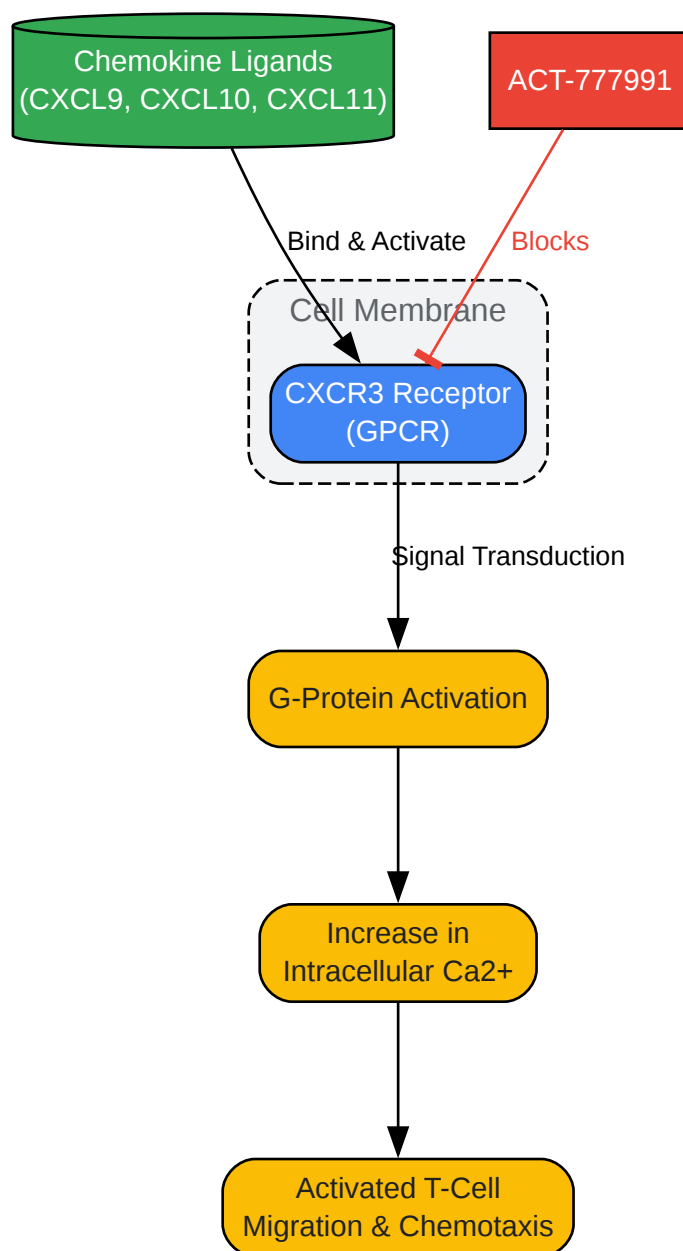 Chemokine Ligands
(CXCL9, CXCL10, CXCL11)
ACT-777991
Bind & Activate
Blocks
Cell Membrane
CXCR3 Receptor
(GPCR)
Signal Transduction
G-Protein Activation
Increase in
Intracellular Ca2+
Activated T-Cell
Migration & Chemotaxis